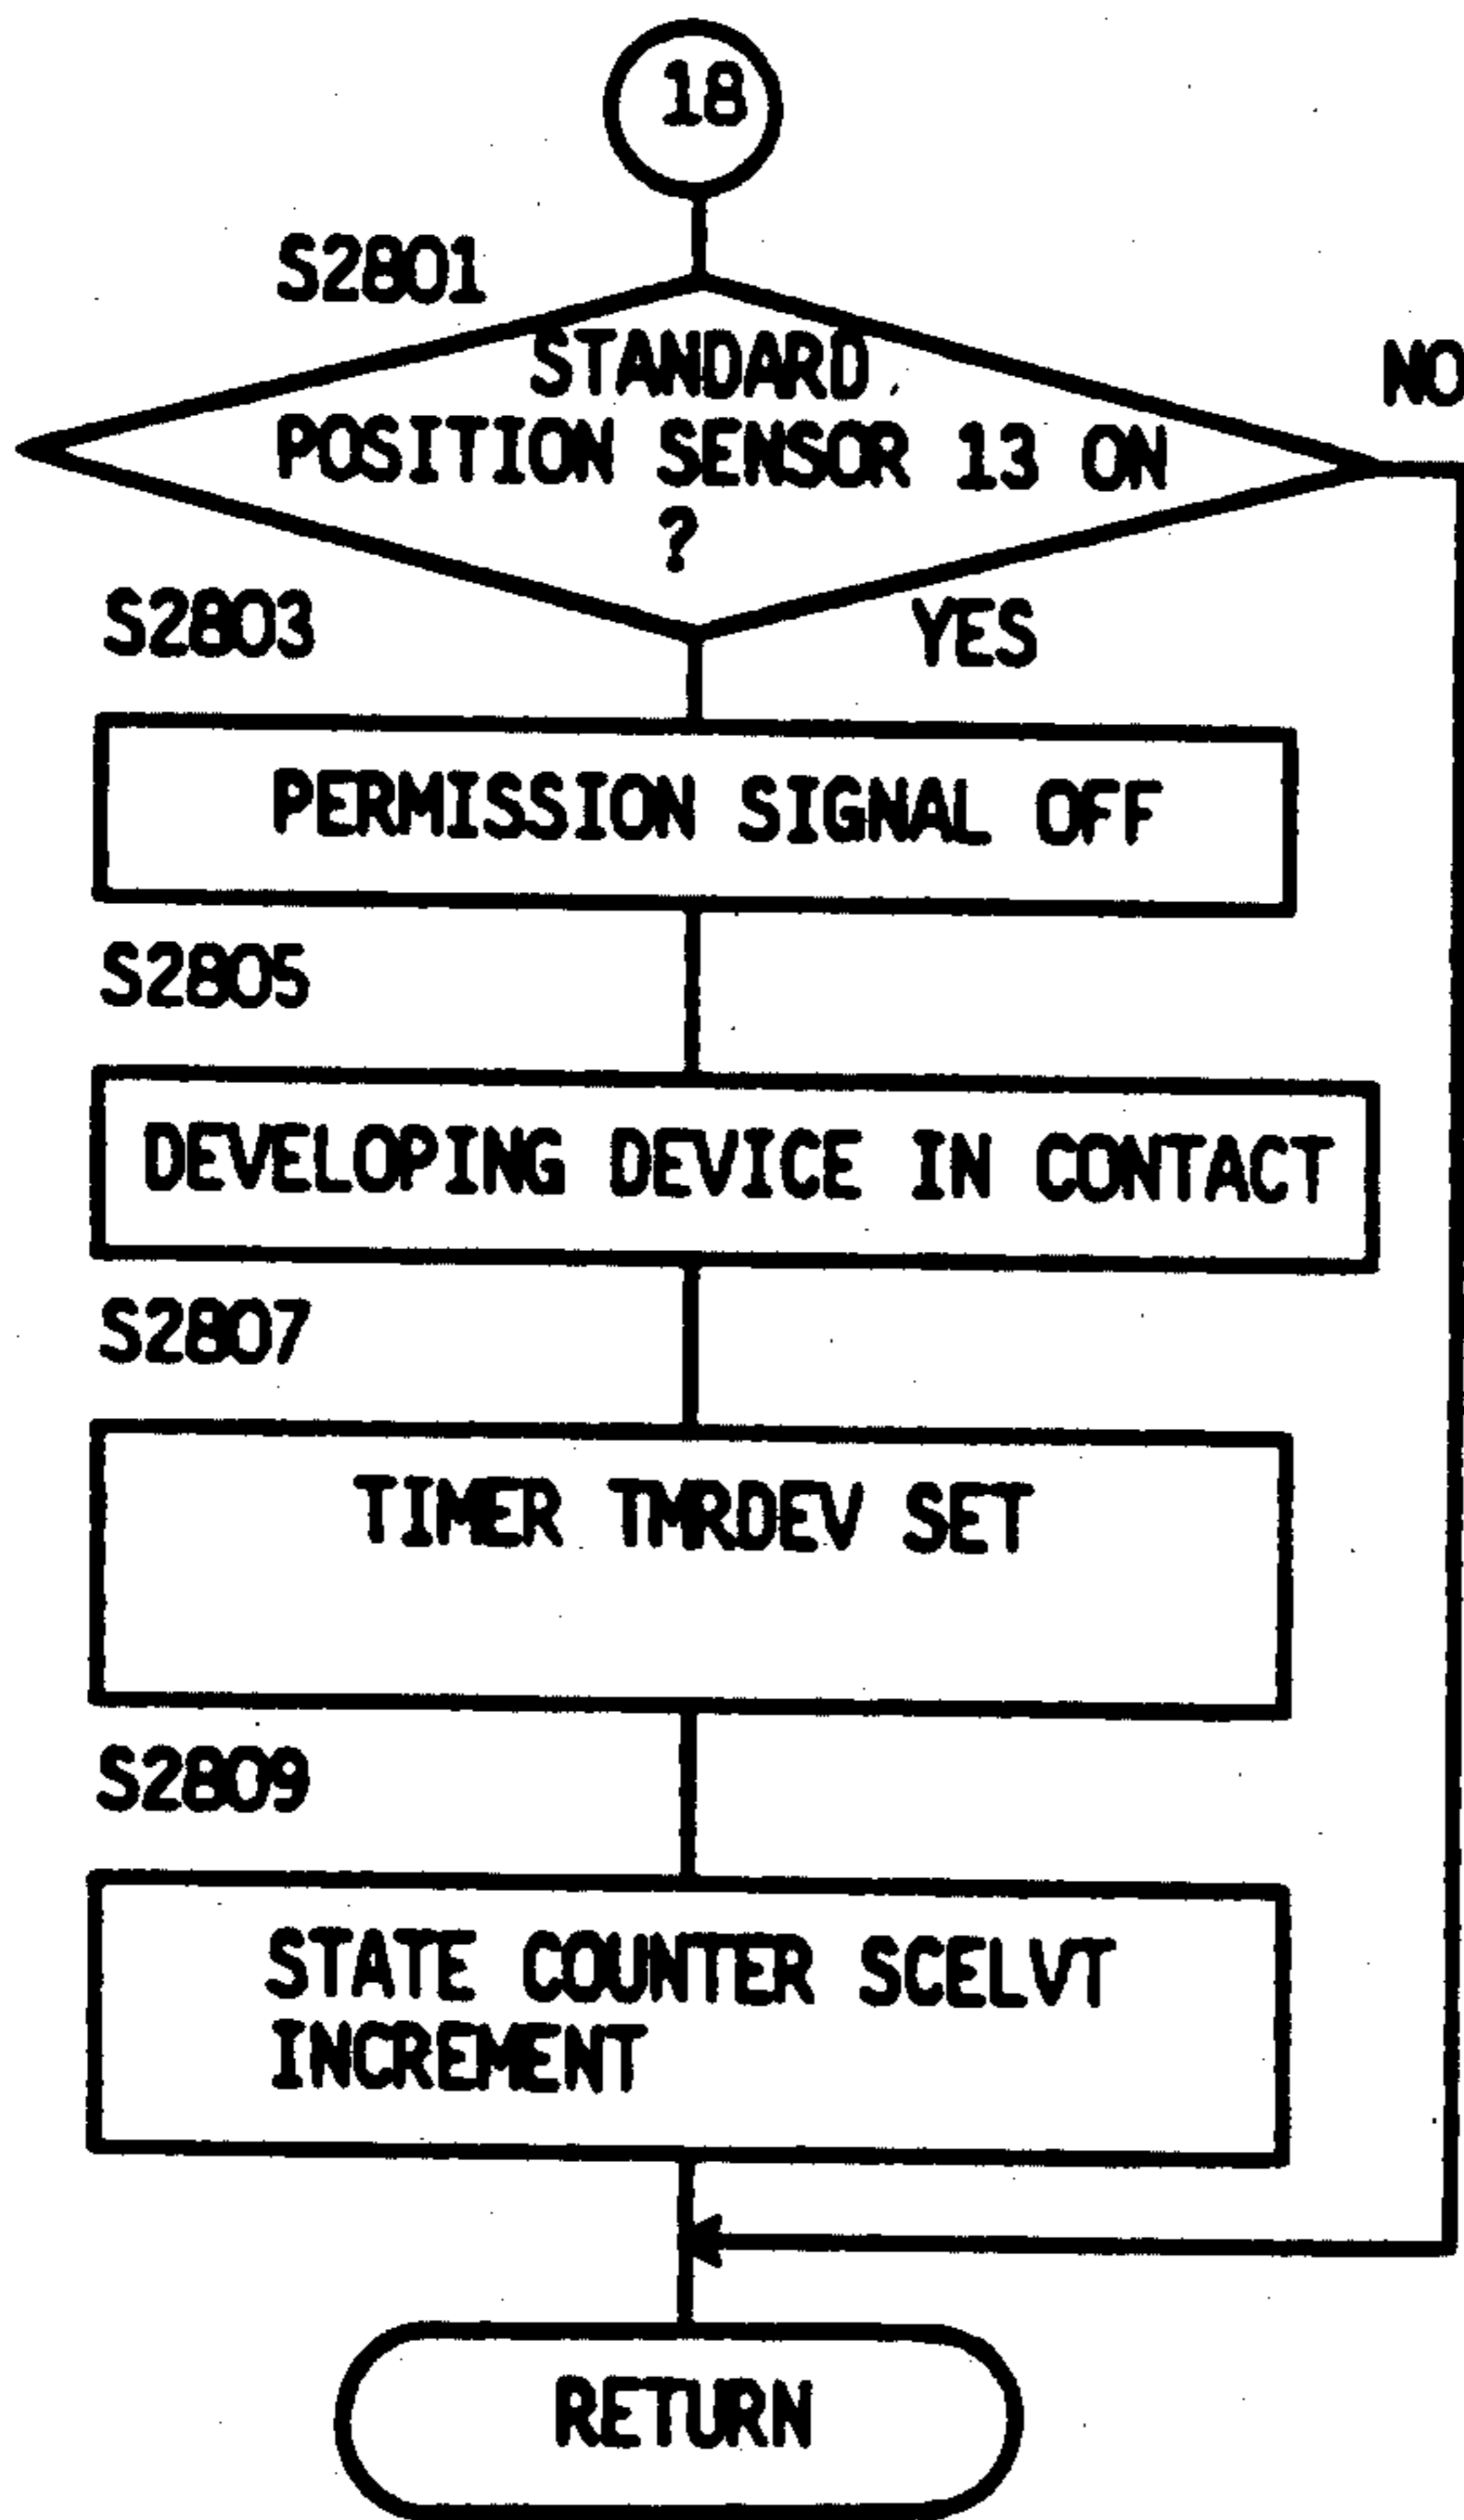 18
S2801
STANDARD
POSITION SENSOR 13 ON
?
NO
S2803
YES
PERMISSION SIGNAL OFF
S2805
DEVELOPING DEVICE IN CONTACT
S2807
TIMER TMRDEV SET
S2809
STATE COUNTER SCELVT
INCREMENT
RETURN